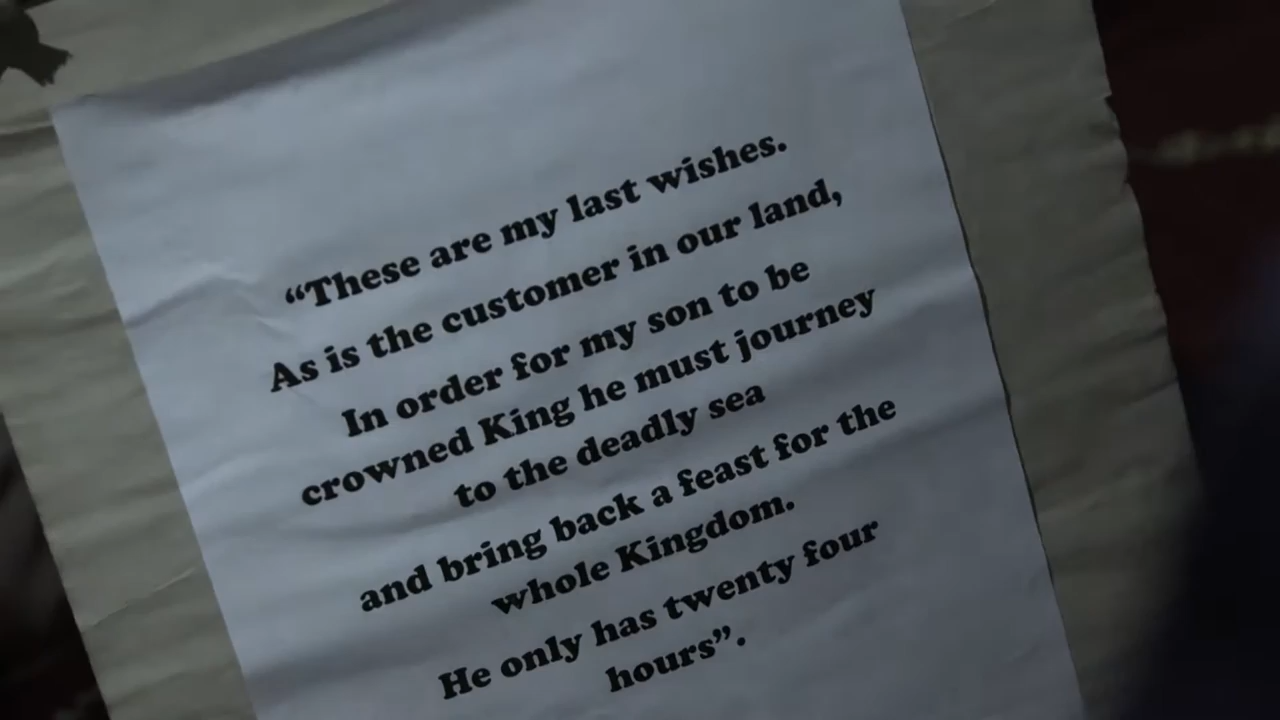 “These are my last wishes.
As is the customer in our land,
In order for my son to be
crowned King he must journey
to the deadly sea
and bring back a feast for the
whole Kingdom.
He only has twenty four
hours”.